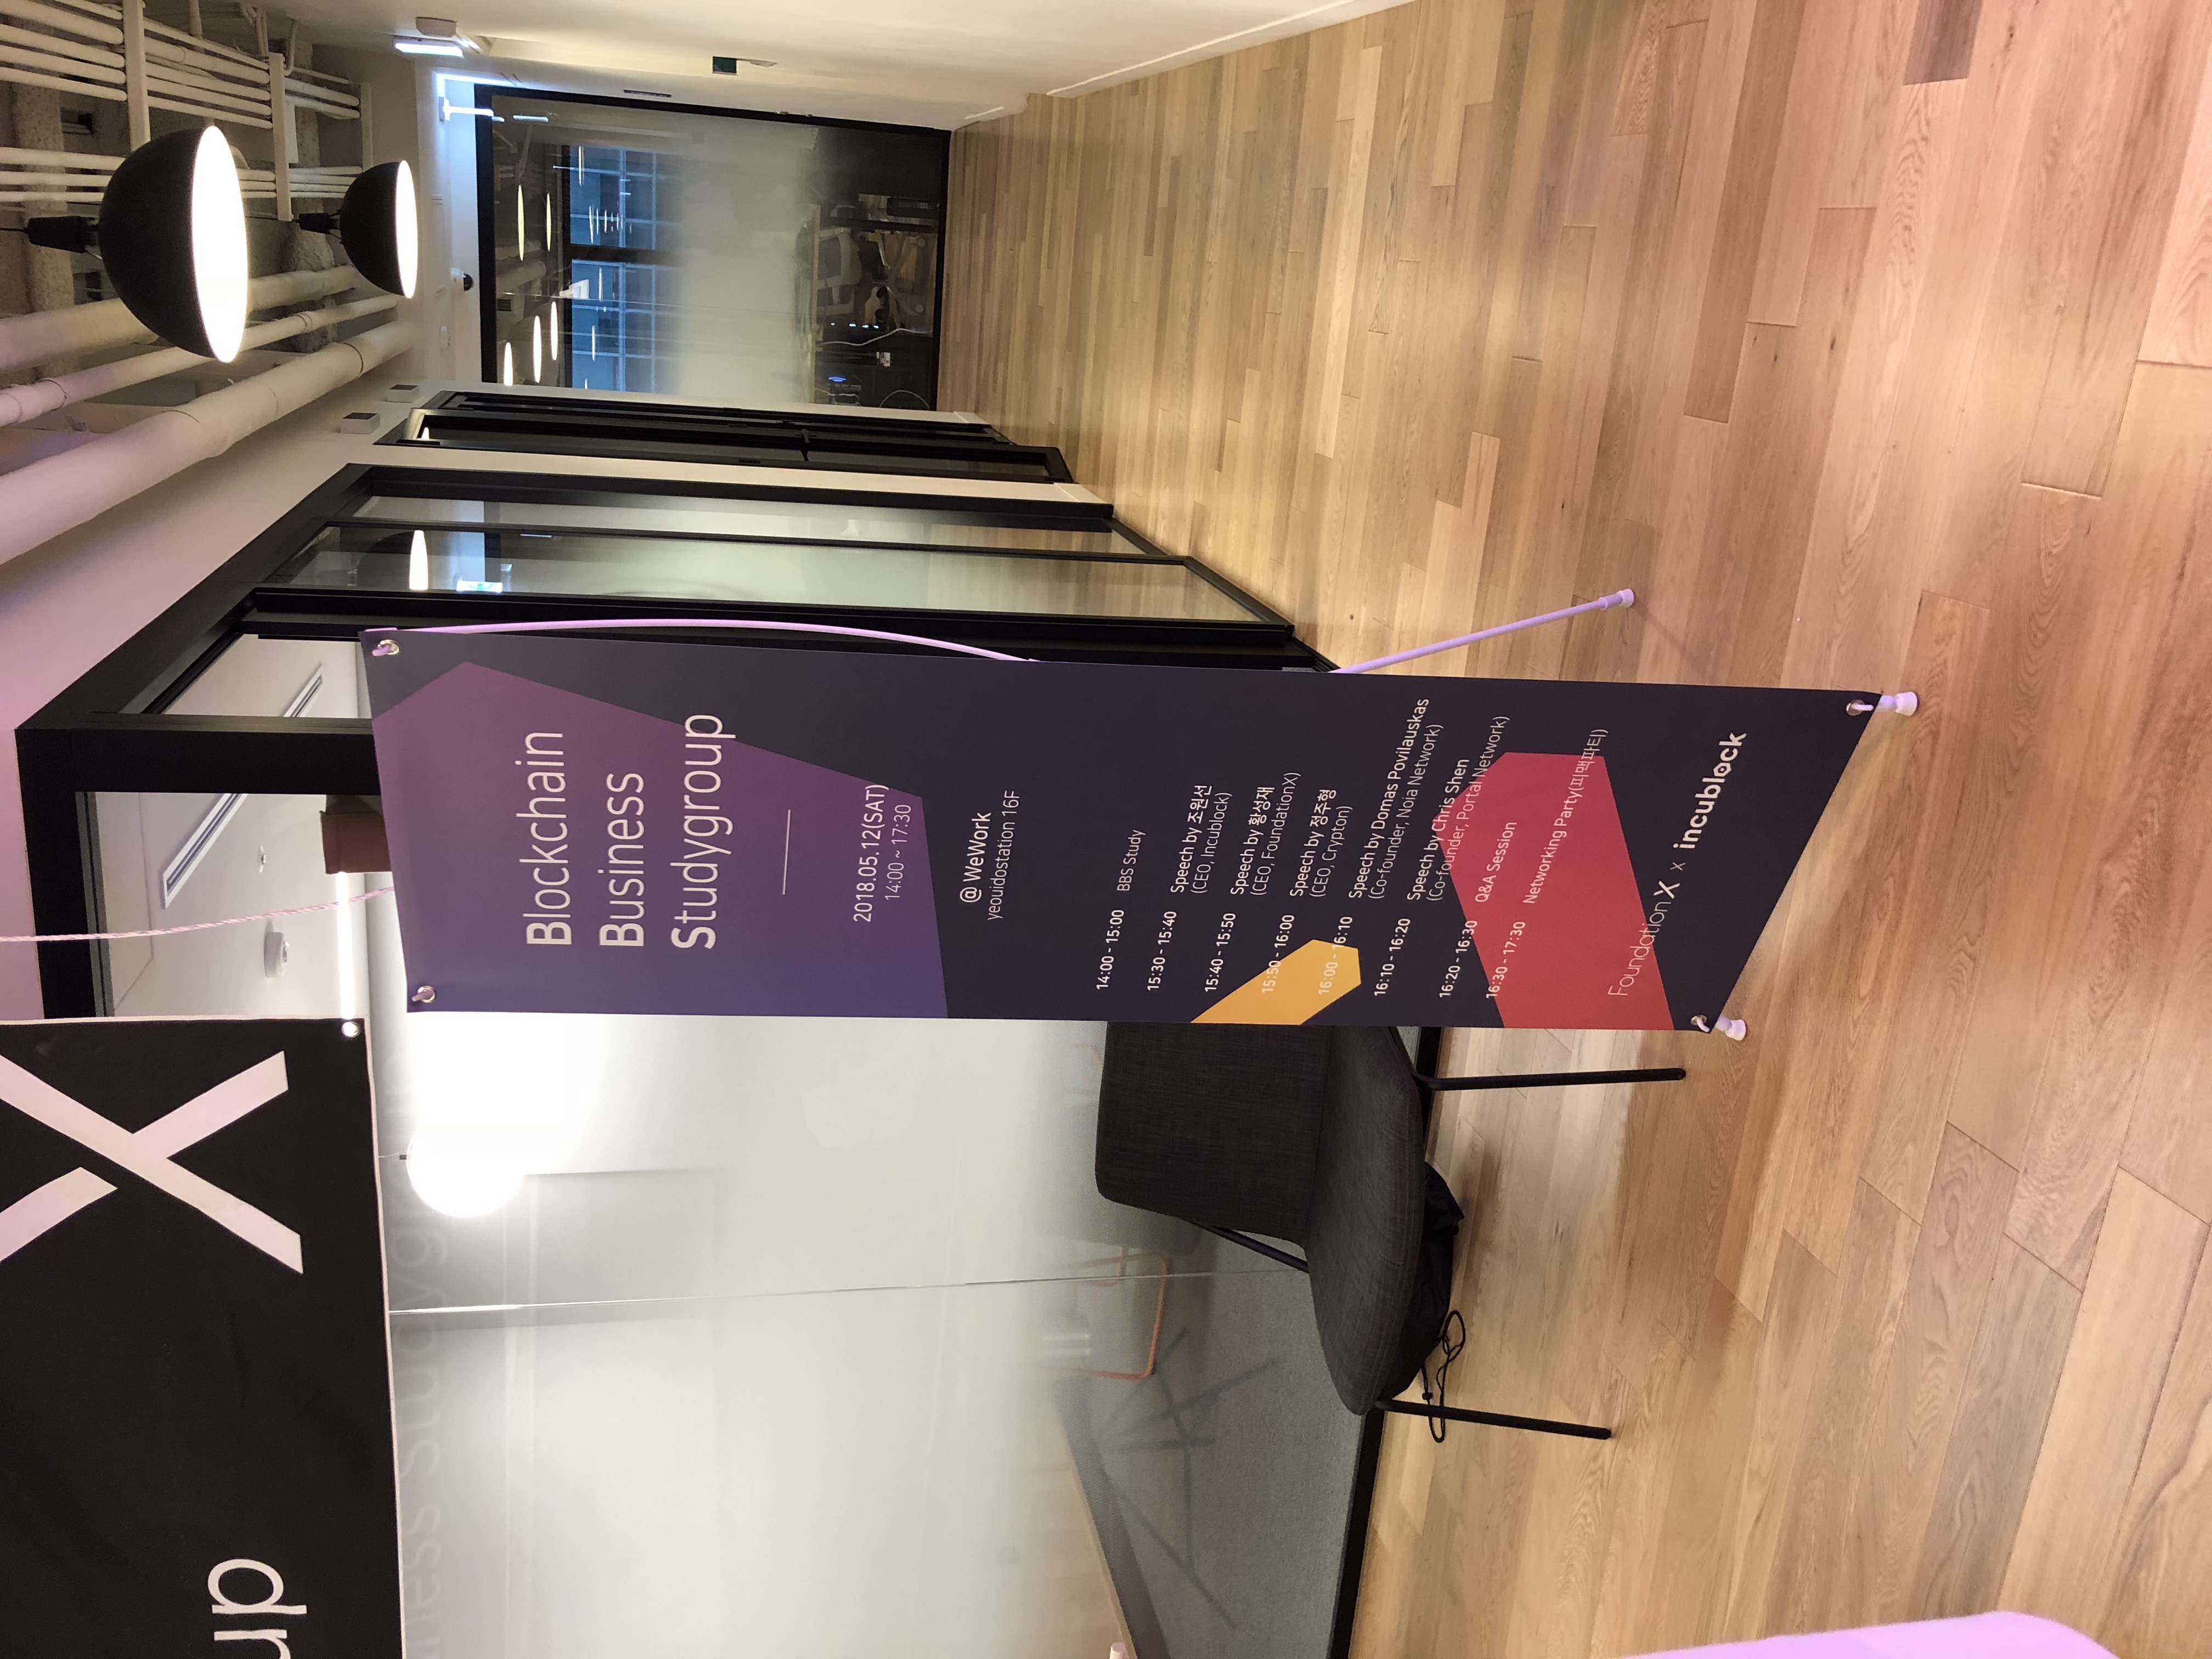 X
up
Blockchain
Business
Studygroup
2018.05.12(SAT)
14:00 ~ 17:30
@ WeWork
yeouidostation 16F
14:00 - 15:00 BBS Study
15:30 - 15:40 Speech by 조원선
(CEO, Incublock)
15:40 - 15:50 Speech by 황성재
(CEO, FoundationX)
15:50 - 16:00 Speech by 정주형
(CEO, Crypton)
16:00 - 16:10 Speech by Domas Povilauskas
(Co-founder, Noia Network)
16:10 - 16:20 Speech by Chris Shen
(Co-founder, Portal Network)
16:20 - 16:30 Q&A Session
16:30 - 17:30 Networking Party(피맥파티)
Foundation X x incublock